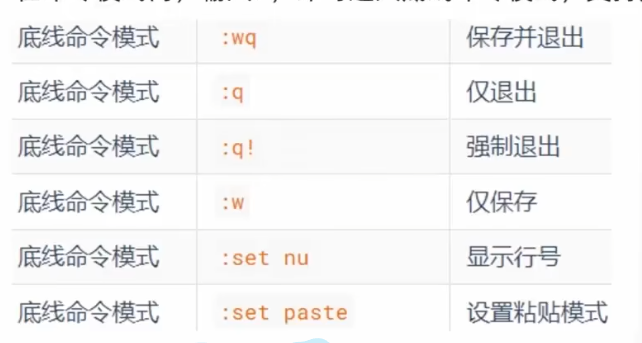 底线命令模式 :wq 保存并退出
底线命令模式 :q 仅退出
底线命令模式 :q! 强制退出
底线命令模式 :w 仅保存
底线命令模式 :set nu 显示行号
底线命令模式 :set paste 设置粘贴模式